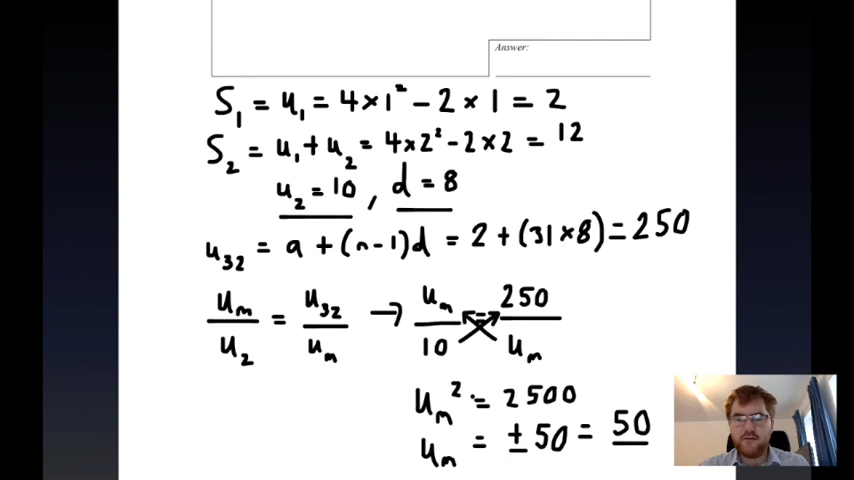 Answer:
S₁ = u₁ = 4×1² - 2 × 1 = 2
S₂ = u₁ + u₂ = 4×2² - 2×2 = 12
u₂ = 10 , d = 8
u₃₂ = a + (n-1)d = 2 + (31×8) = 250
uₘ/u₂ = u₃₂/uₘ → uₘ/10 = 250/uₘ
uₘ² = 2500
uₘ = ±50 = 50